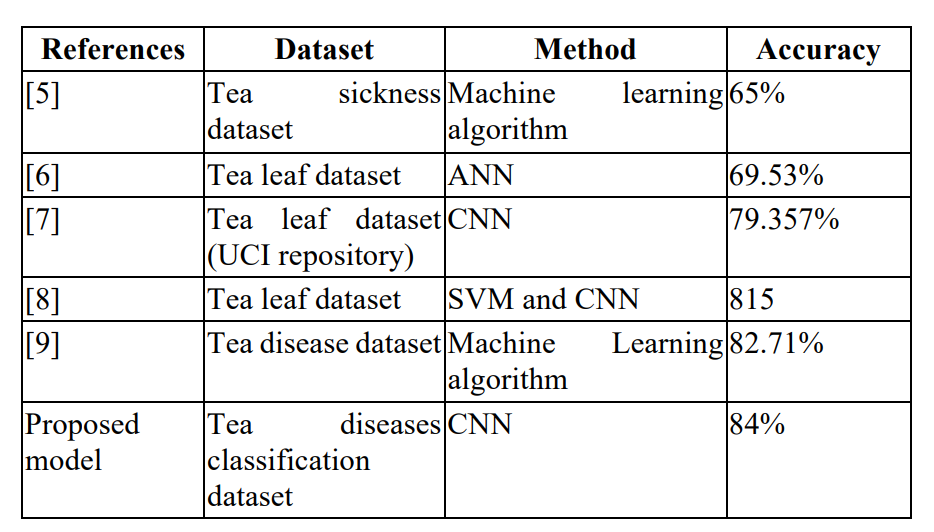 References Dataset Method Accuracy
[5] Tea sickness Machine learning 65%
dataset algorithm
[6] Tea leaf dataset ANN 69.53%
[7] Tea leaf dataset CNN 79.357%
(UCI repository)
[8] Tea leaf dataset SVM and CNN 815
[9] Tea disease dataset Machine Learning 82.71%
algorithm
Proposed Tea diseases CNN 84%
model classification
dataset